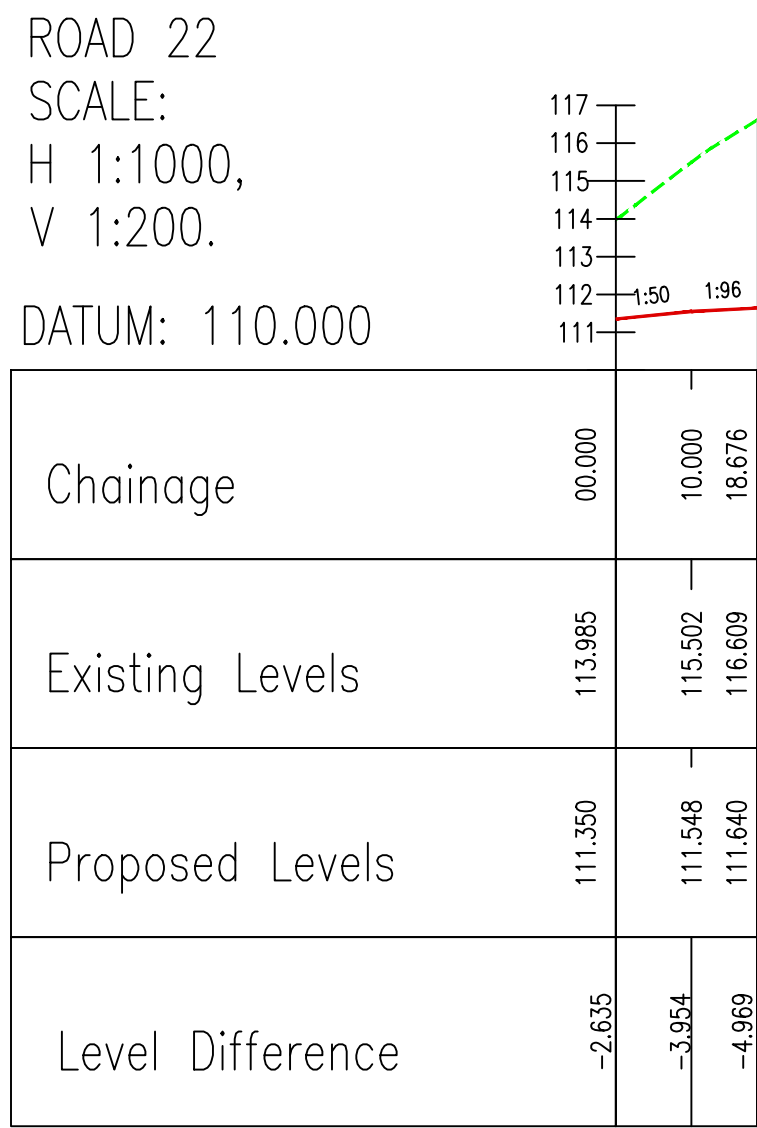 ROAD 22
SCALE:
H 1:1000,
V 1:200.
DATUM: 110.000
117
116
115
114
113
112
111
1:50 1:96
Chainage 00.000 10.000 18.676
Existing Levels 113.985 115.502 116.609
Proposed Levels 111.350 111.548 111.640
Level Difference -2.635 -3.954 -4.969